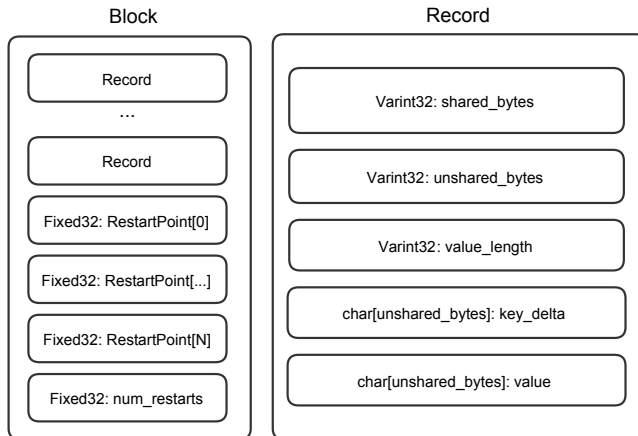 Block
Record
...
Record
Fixed32: RestartPoint[0]
Fixed32: RestartPoint[...]
Fixed32: RestartPoint[N]
Fixed32: num_restarts
Record
Varint32: shared_bytes
Varint32: unshared_bytes
Varint32: value_length
char[unshared_bytes]: key_delta
char[unshared_bytes]: value